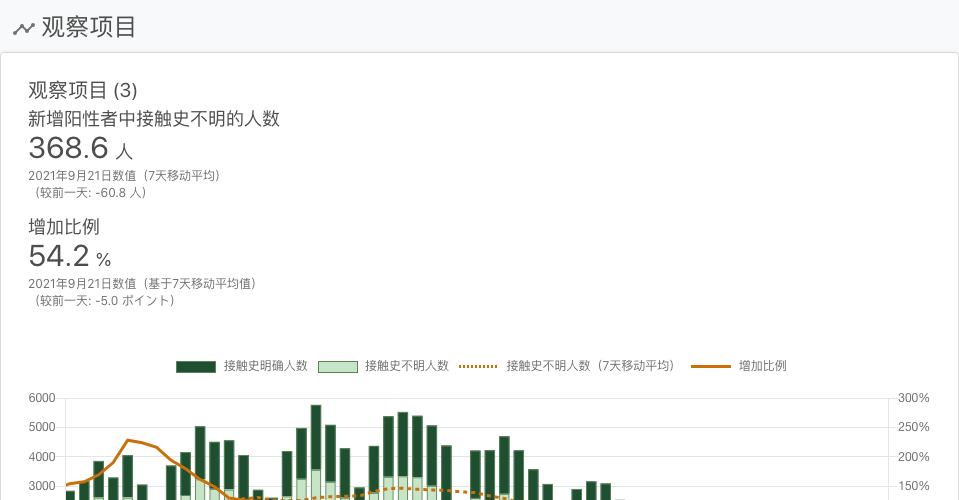 观察项目
观察项目 (3)
新增阳性者中接触史不明的人数
368.6 人
2021年9月21日数值（7天移动平均）
（较前一天: -60.8 人）
增加比例
54.2 %
2021年9月21日数值（基于7天移动平均值）
（较前一天: -5.0 ポイント）
接触史明确人数 接触史不明人数 接触史不明人数（7天移动平均） 增加比例
6000 300%
5000 250%
4000 200%
3000 150%